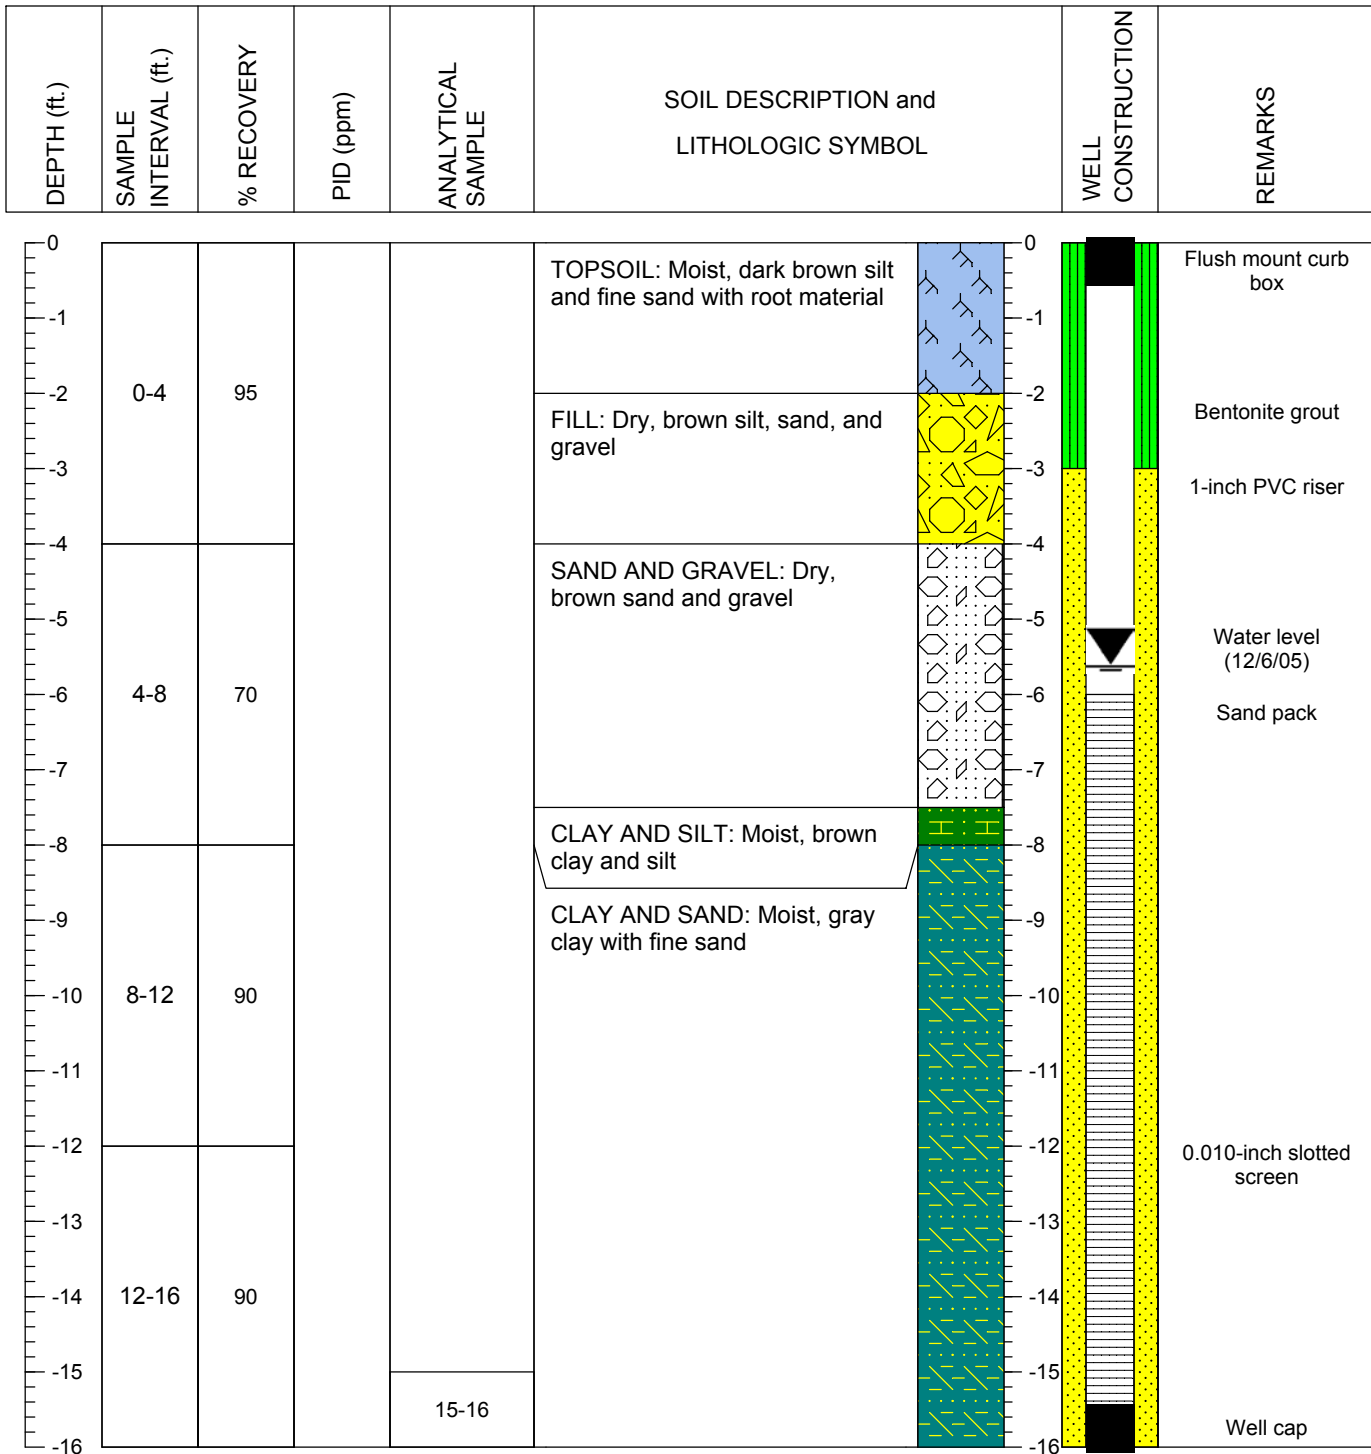 DEPTH (ft.)
SAMPLE
INTERVAL (ft.)
% RECOVERY
PID (ppm)
ANALYTICAL
SAMPLE
SOIL DESCRIPTION and
LITHOLOGIC SYMBOL
WELL
CONSTRUCTION
REMARKS
0
-1
-2
-3
-4
-5
-6
-7
-8
-9
-10
-11
-12
-13
-14
-15
-16
0-4
4-8
8-12
12-16
95
70
90
90
15-16
TOPSOIL: Moist, dark brown silt
and fine sand with root material
FILL: Dry, brown silt, sand, and
gravel
SAND AND GRAVEL: Dry,
brown sand and gravel
CLAY AND SILT: Moist, brown
clay and silt
CLAY AND SAND: Moist, gray
clay with fine sand
0
-1
-2
-3
-4
-5
-6
-7
-8
-9
-10
-11
-12
-13
-14
-15
-16
Flush mount curb
box
Bentonite grout
1-inch PVC riser
Water level
(12/6/05)
Sand pack
0.010-inch slotted
screen
Well cap